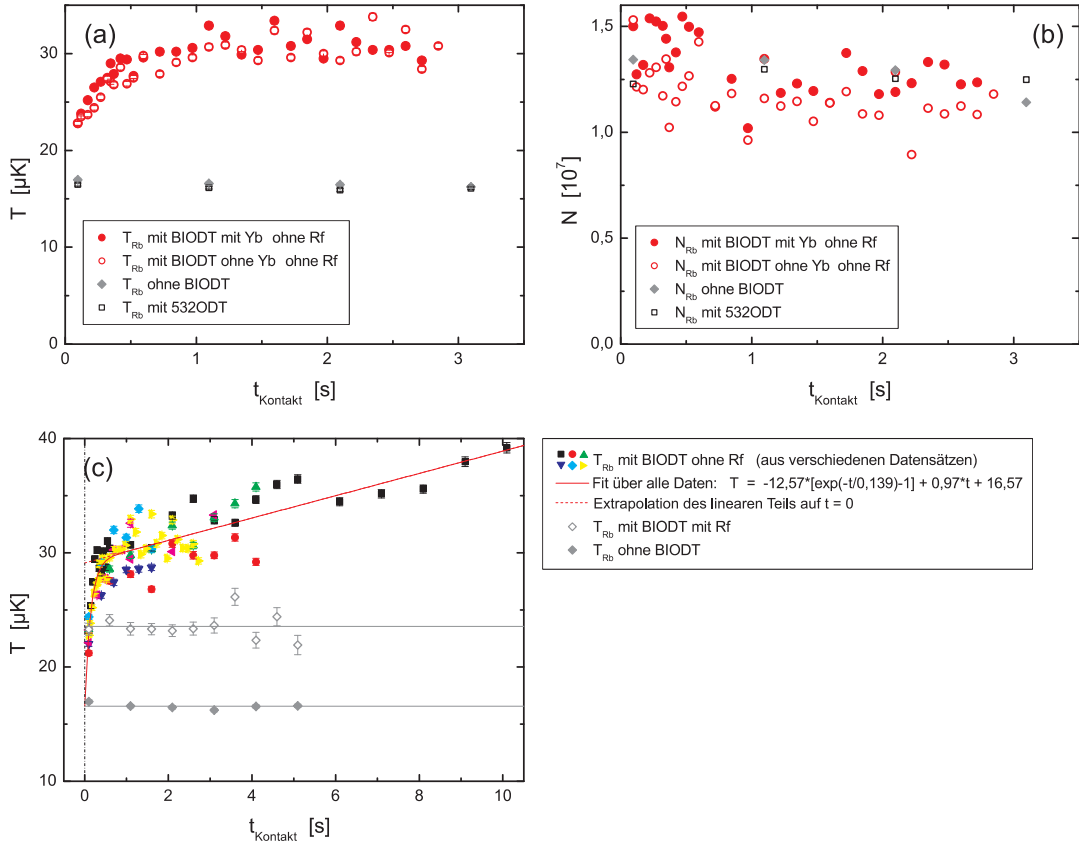 (a)
T [µK]
30
20
10
0
T_Rb mit BIODT mit Yb ohne Rf
T_Rb mit BIODT ohne Yb ohne Rf
T_Rb ohne BIODT
T_Rb mit 532ODT
0 1 2 3
t_Kontakt [s]
(b)
N [10^7]
1,5
1,0
0,5
0,0
N_Rb mit BIODT mit Yb ohne Rf
N_Rb mit BIODT ohne Yb ohne Rf
N_Rb ohne BIODT
N_Rb mit 532ODT
0 1 2 3
t_Kontakt [s]
(c)
T [µK]
40
30
20
10
0 2 4 6 8 10
t_Kontakt [s]
T_Rb mit BIODT ohne Rf (aus verschiedenen Datensätzen)
Fit über alle Daten: T = -12,57*[exp(-t/0,139)-1] + 0,97*t + 16,57
Extrapolation des linearen Teils auf t = 0
T_Rb mit BIODT mit Rf
T_Rb ohne BIODT